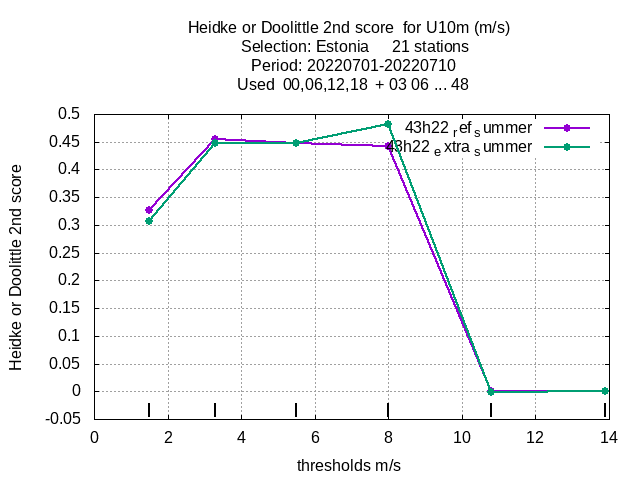 Heidke or Doolittle 2nd score  for U10m (m/s)
Selection: Estonia     21 stations
Period: 20220701-20220710
Used  00,06,12,18  + 03 06 ... 48
0.5
0.45
0.4
0.35
0.3
0.25
0.2
0.15
0.1
0.05
0
-0.05
Heidke or Doolittle 2nd score
43h22 ref summer
43h22 extra summer
0 2 4 6 8 10 12 14
thresholds m/s